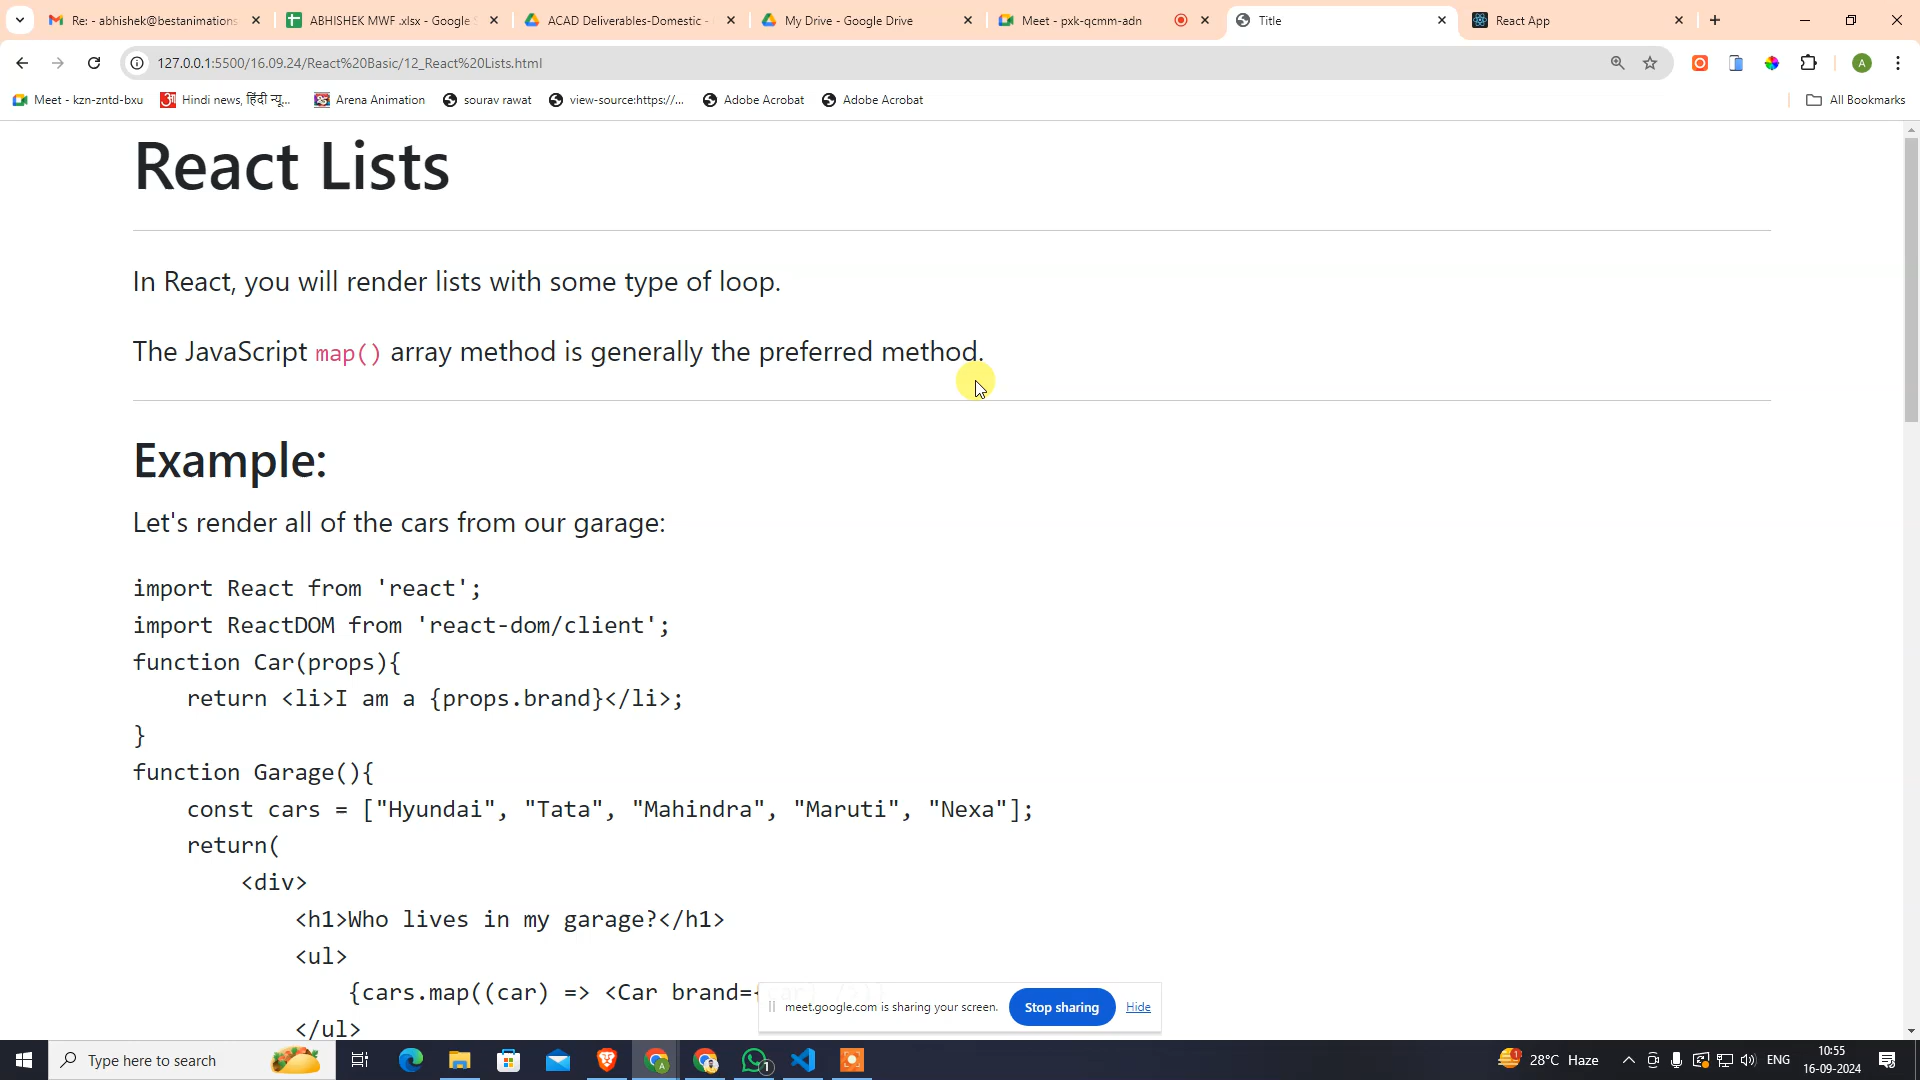 Re: - abhishek@bestanimations
ABHISHEK MWF .xlsx - Google
ACAD Deliverables-Domestic -
My Drive - Google Drive
Meet - pxk-qcmm-adn
Title
React App
127.0.0.1:5500/16.09.24/React%20Basic/12_React%20Lists.html
A
Meet - kzn-zntd-bxu
Hindi news, हिंदी न्यू...
Arena Animation
sourav rawat
view-source:https://...
Adobe Acrobat
Adobe Acrobat
All Bookmarks
React Lists
In React, you will render lists with some type of loop.
The JavaScript map() array method is generally the preferred method.
Example:
Let's render all of the cars from our garage:
import React from 'react';
import ReactDOM from 'react-dom/client';
function Car(props){
return <li>I am a {props.brand}</li>;
}
function Garage(){
const cars = ["Hyundai", "Tata", "Mahindra", "Maruti", "Nexa"];
return(
<div>
<h1>Who lives in my garage?</h1>
<ul>
{cars.map((car) => <Car brand=
</ul>
meet.google.com is sharing your screen.
Stop sharing
Hide
Type here to search
1
28°C Haze
ENG
10:55
16-09-2024